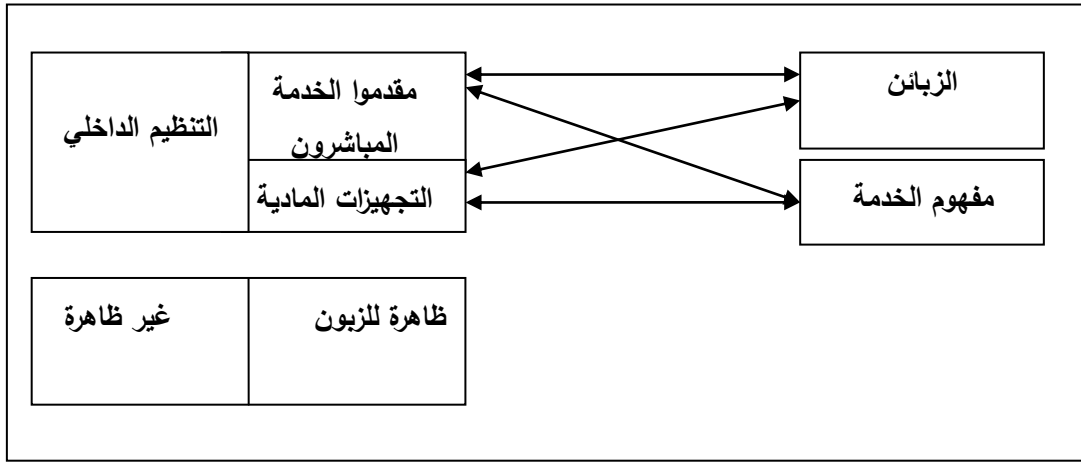 الزبائن
مقدموا الخدمة
المباشرون
التنظيم الداخلي
مفهوم الخدمة
التجهيزات المادية
ظاهرة للزبون
غير ظاهرة